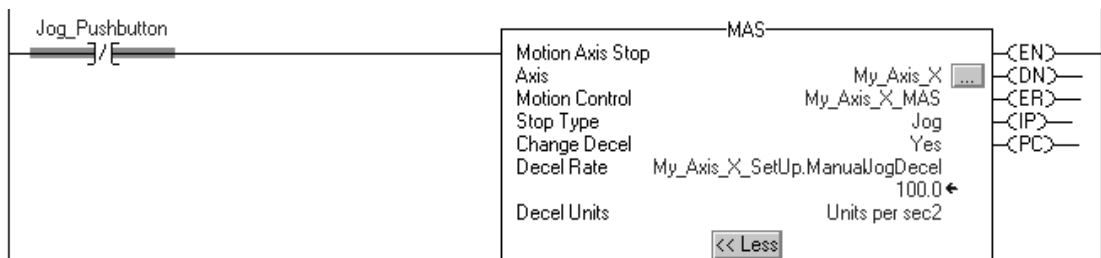 Jog_Pushbutton
MAS
Motion Axis Stop
Axis My_Axis_X ...
Motion Control My_Axis_X_MAS
Stop Type Jog
Change Decel Yes
Decel Rate My_Axis_X_SetUp.ManualJogDecel
100.0
Decel Units Units per sec2
<< Less
EN
DN
ER
IP
PC